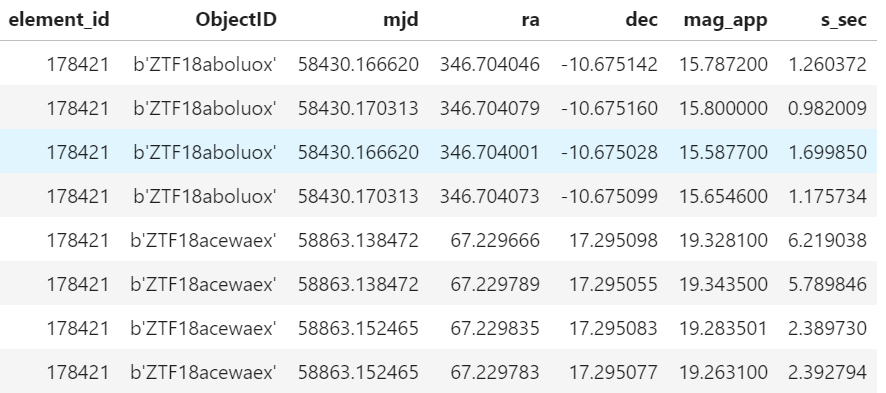 element_id ObjectID mjd ra dec mag_app s_sec
178421 b'ZTF18aboluox' 58430.166620 346.704046 -10.675142 15.787200 1.260372
178421 b'ZTF18aboluox' 58430.170313 346.704079 -10.675160 15.800000 0.982009
178421 b'ZTF18aboluox' 58430.166620 346.704001 -10.675028 15.587700 1.699850
178421 b'ZTF18aboluox' 58430.170313 346.704073 -10.675099 15.654600 1.175734
178421 b'ZTF18acewaex' 58863.138472 67.229666 17.295098 19.328100 6.219038
178421 b'ZTF18acewaex' 58863.138472 67.229789 17.295055 19.343500 5.789846
178421 b'ZTF18acewaex' 58863.152465 67.229835 17.295083 19.283501 2.389730
178421 b'ZTF18acewaex' 58863.152465 67.229783 17.295077 19.263100 2.392794